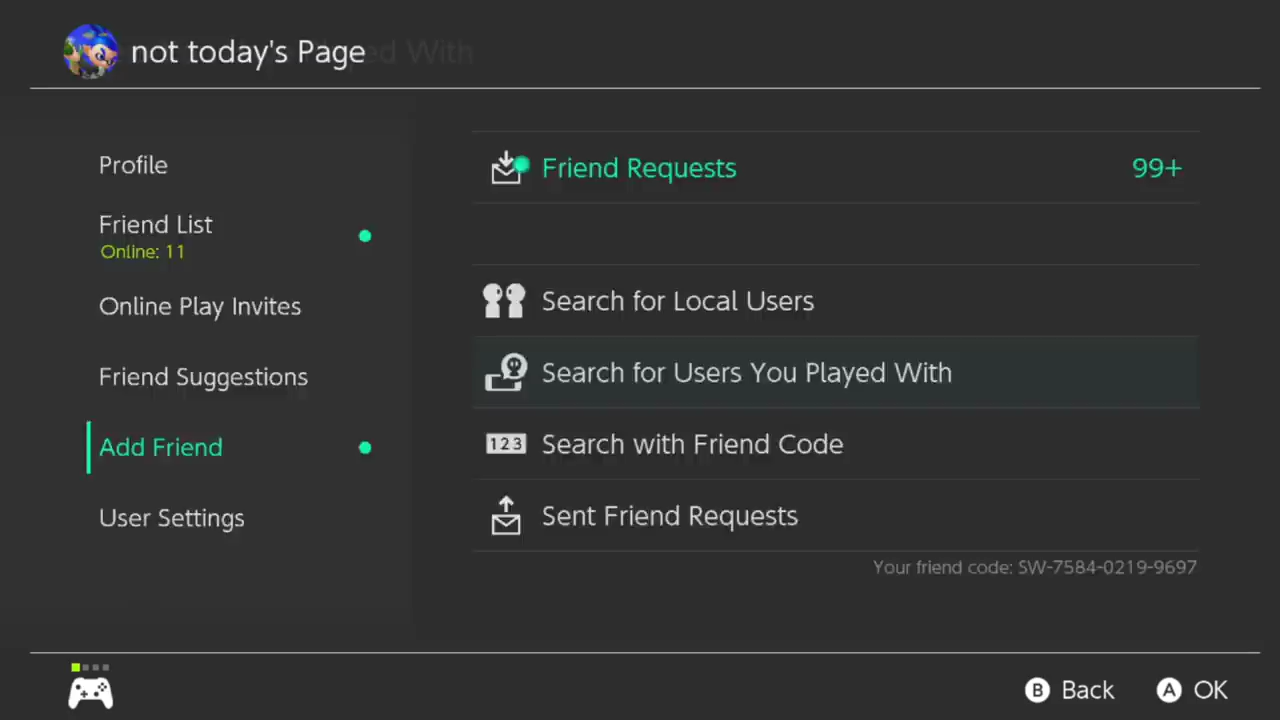 not today's Page
Played With
Profile
Friend List
Online: 11
Online Play Invites
Friend Suggestions
Add Friend
User Settings
Friend Requests
99+
Search for Local Users
Search for Users You Played With
123
Search with Friend Code
Sent Friend Requests
Your friend code: SW-7584-0219-9697
B Back
A OK